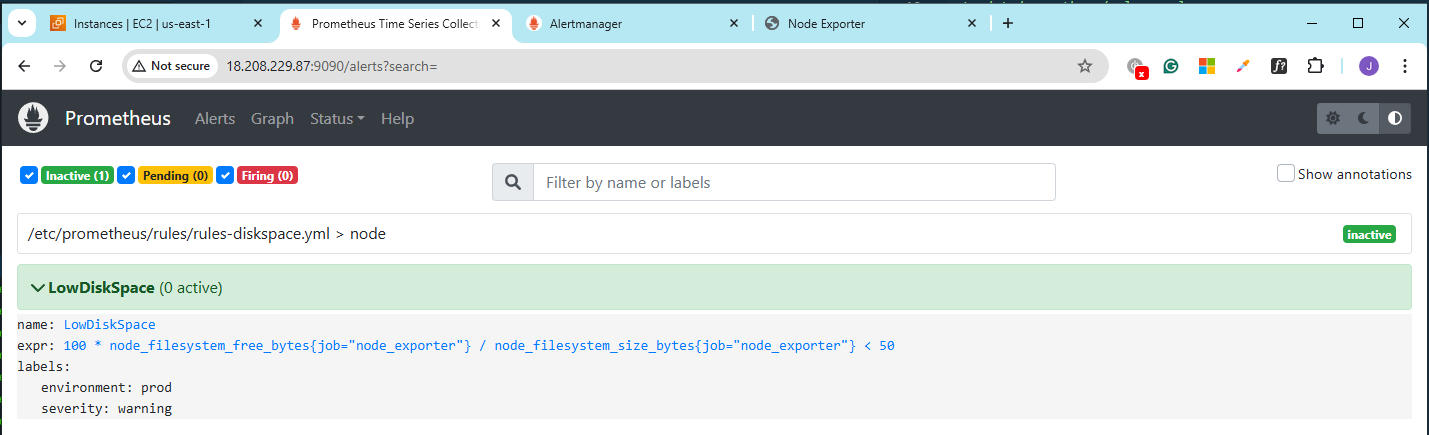 Instances | EC2 | us-east-1
Prometheus Time Series Collect
Alertmanager
Node Exporter
Not secure
18.208.229.87:9090/alerts?search=
x
f?
J
Prometheus
Alerts
Graph
Status
Help
Inactive (1)
Pending (0)
Firing (0)
Filter by name or labels
Show annotations
/etc/prometheus/rules/rules-diskspace.yml > node
inactive
LowDiskSpace (0 active)
name: LowDiskSpace
expr: 100 * node_filesystem_free_bytes{job="node_exporter"} / node_filesystem_size_bytes{job="node_exporter"} < 50
labels:
environment: prod
severity: warning